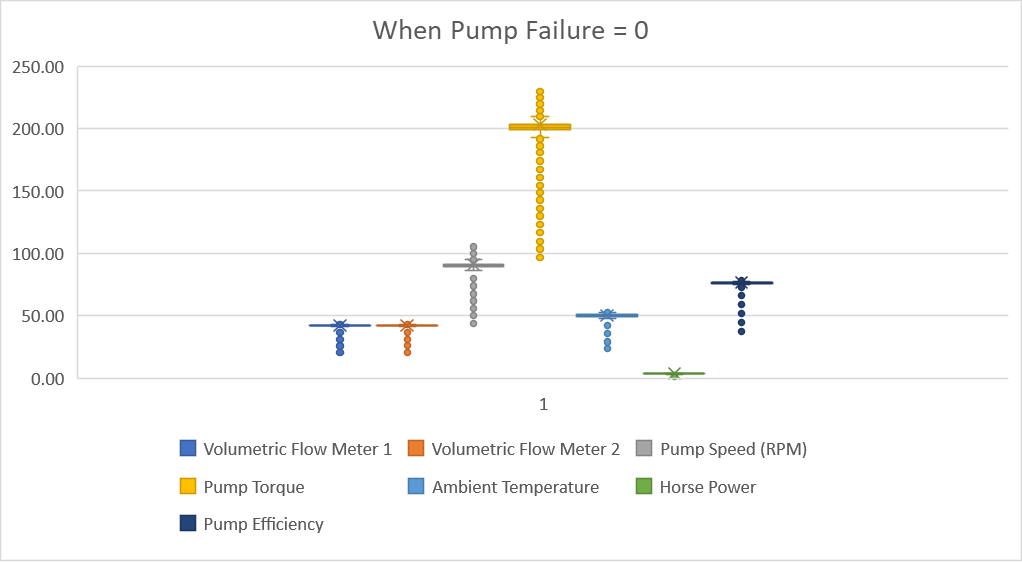 When Pump Failure = 0
250.00
200.00
150.00
100.00
50.00
0.00
1
Volumetric Flow Meter 1
Volumetric Flow Meter 2
Pump Speed (RPM)
Pump Torque
Ambient Temperature
Horse Power
Pump Efficiency